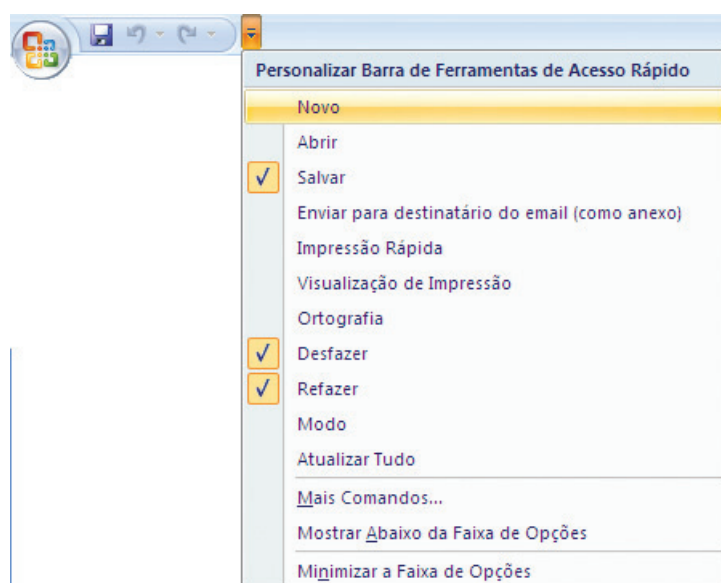 Personalizar Barra de Ferramentas de Acesso Rápido
Novo
Abrir
Salvar
Enviar para destinatário do email (como anexo)
Impressão Rápida
Visualização de Impressão
Ortografia
Desfazer
Refazer
Modo
Atualizar Tudo
Mais Comandos...
Mostrar Abaixo da Faixa de Opções
Minimizar a Faixa de Opções